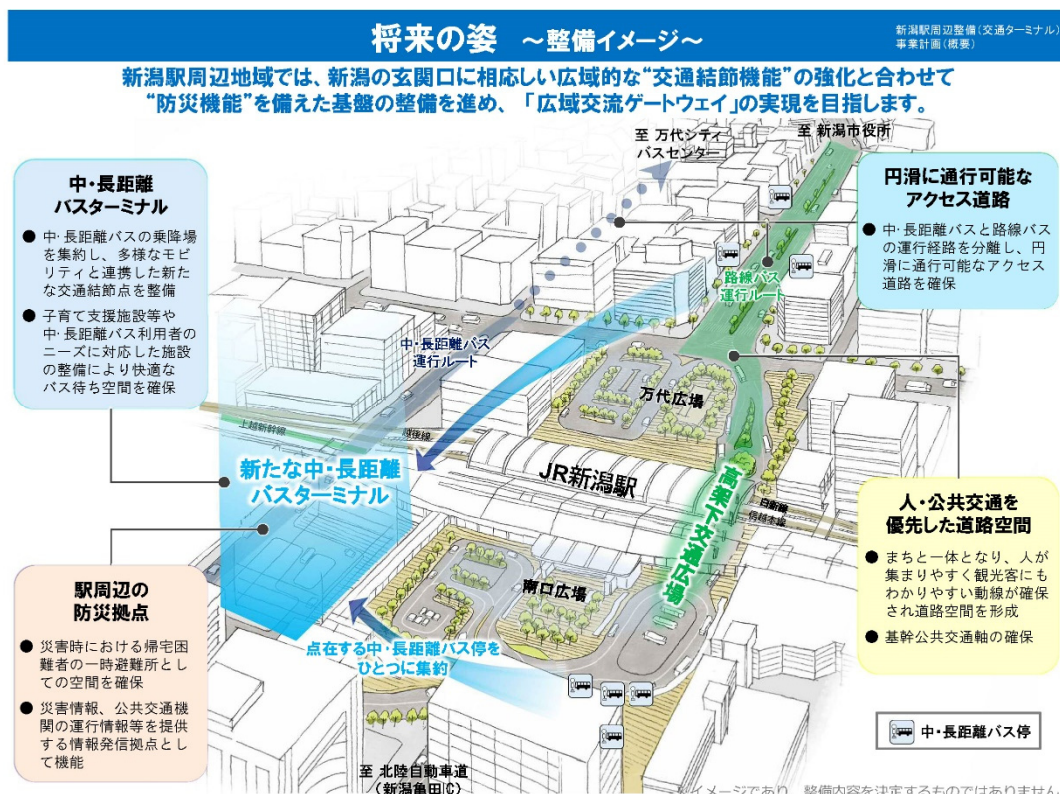 将来の姿 ～整備イメージ～
新潟駅周辺整備(交通ターミナル)
事業計画(概要)
新潟駅周辺地域では、新潟の玄関口に相応しい広域的な“交通結節機能”の強化と合わせて
“防災機能”を備えた基盤の整備を進め、「広域交流ゲートウェイ」の実現を目指します。
至 万代シティ
バスセンター
至 新潟市役所
中・長距離
バスターミナル
● 中・長距離バスの乗降場
を集約し、多様なモビ
リティと連携した新た
な交通結節点を整備
● 子育て支援施設等や
中・長距離バス利用者の
ニーズに対応した施設
の整備により快適な
バス待ち空間を確保
円滑に通行可能な
アクセス道路
● 中・長距離バスと路線バス
の運行経路を分離し、円
滑に通行可能なアクセス
道路を確保
路線バス
運行ルート
中・長距離バス
運行ルート
万代広場
上越新幹線
越後線
新たな中・長距離
バスターミナル
JR新潟駅
高架下交通広場
白新線
信越本線
人・公共交通を
優先した道路空間
● まちと一体となり、人が
集まりやすく観光客にも
わかりやすい動線が確保
され道路空間を形成
● 基幹公共交通軸の確保
駅周辺の
防災拠点
● 災害時における帰宅困
難者の一時避難所とし
ての空間を確保
● 災害情報、公共交通機
関の運行情報等を提供
する情報発信拠点とし
て機能
南口広場
点在する中・長距離バス停を
ひとつに集約
中・長距離バス停
至 北陸自動車道
(新潟亀田IC)
※イメージであり、整備内容を決定するものではありません